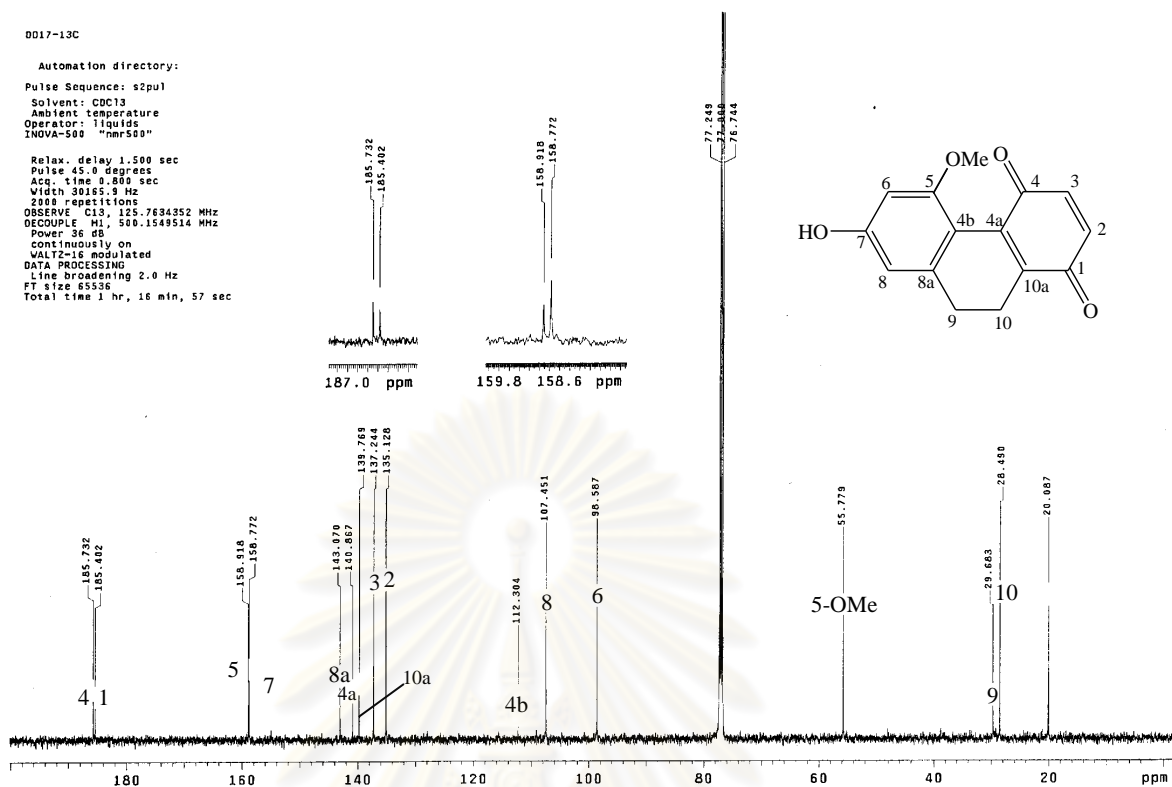 0017-13C
Automation directory:
Pulse Sequence: s2pul
Solvent: CDCl3
Ambient temperature
Operator: liquids
INOVA-500 "nmr500"
Relax. delay 1.500 sec
Pulse 45.0 degrees
Acq. time 0.800 sec
Width 30165.9 Hz
2000 repetitions
OBSERVE C13, 125.7634352 MHz
DECOUPLE H1, 500.1549514 MHz
Power 36 dB
continuously on
WALTZ-16 modulated
DATA PROCESSING
Line broadening 2.0 Hz
FT size 65536
Total time 1 hr, 16 min, 57 sec
185.732
185.402
158.918
158.772
77.249
77.000
76.744
OMe
O
6
5
4
3
4b
4a
2
HO
7
1
8
8a
10a
9
10
O
187.0 ppm
159.8 158.6 ppm
185.732
185.402
158.918
158.772
143.070
140.867
139.769
137.244
135.128
112.304
107.451
98.587
55.779
29.683
28.490
20.087
4
1
5
7
8a
4a
10a
3
2
4b
8
6
5-OMe
9
10
180 160 140 120 100 80 60 40 20 ppm